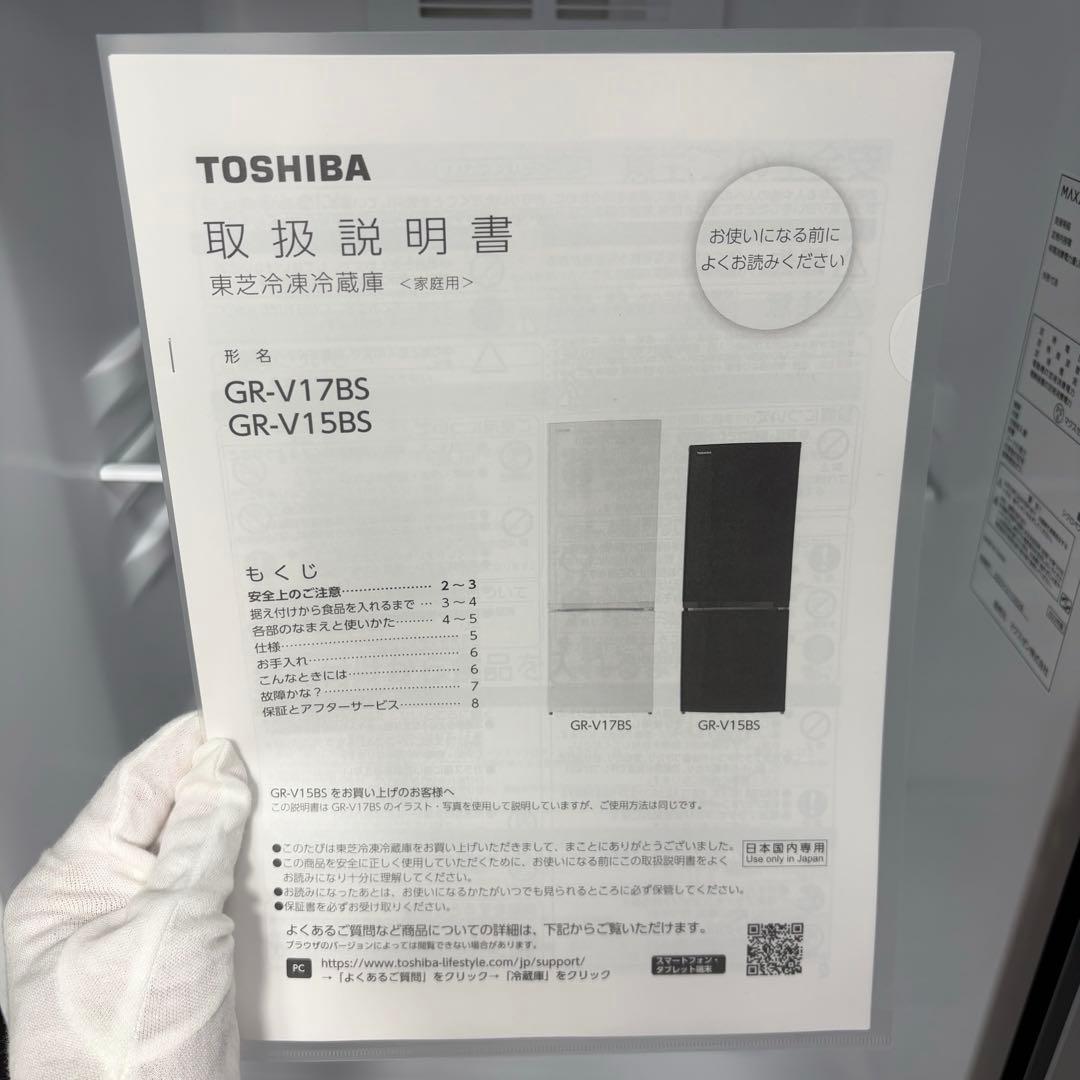 TOSHIBA
取扱説明書
東芝冷凍冷蔵庫 <家庭用>
お使いになる前に
よくお読みください
形 名
GR-V17BS
GR-V15BS
TOSHIBA
もくじ
安全上のご注意…………………… 2～3
据え付けから食品を入れるまで … 3～4
各部のなまえと使いかた……… 4～5
仕様………………………………… 5
お手入れ…………………………… 6
こんなときには…………………… 6
故障かな？………………………… 7
保証とアフターサービス………… 8
GR-V17BS
GR-V15BS
GR-V15BS をお買い上げのお客様へ
この説明書は GR-V17BS のイラスト・写真を使用して説明していますが、ご使用方法は同じです。
●このたびは東芝冷凍冷蔵庫をお買い上げいただきまして、まことにありがとうございました。
●この商品を安全に正しく使用していただくために、お使いになる前にこの取扱説明書をよく
お読みになり十分に理解してください。
●お読みになったあとは、お使いになるかたがいつでも見られるところに必ず保管してください。
●保証書を必ずお受け取りください。
日本国内専用
Use only in Japan
よくあるご質問など商品についての詳細は、下記からご覧いただけます。
ブラウザのバージョンによっては閲覧できない場合があります。
PC
https://www.toshiba-lifestyle.com/jp/support/
→「よくあるご質問」をクリック→「冷蔵庫」をクリック
スマートフォン・
タブレット端末